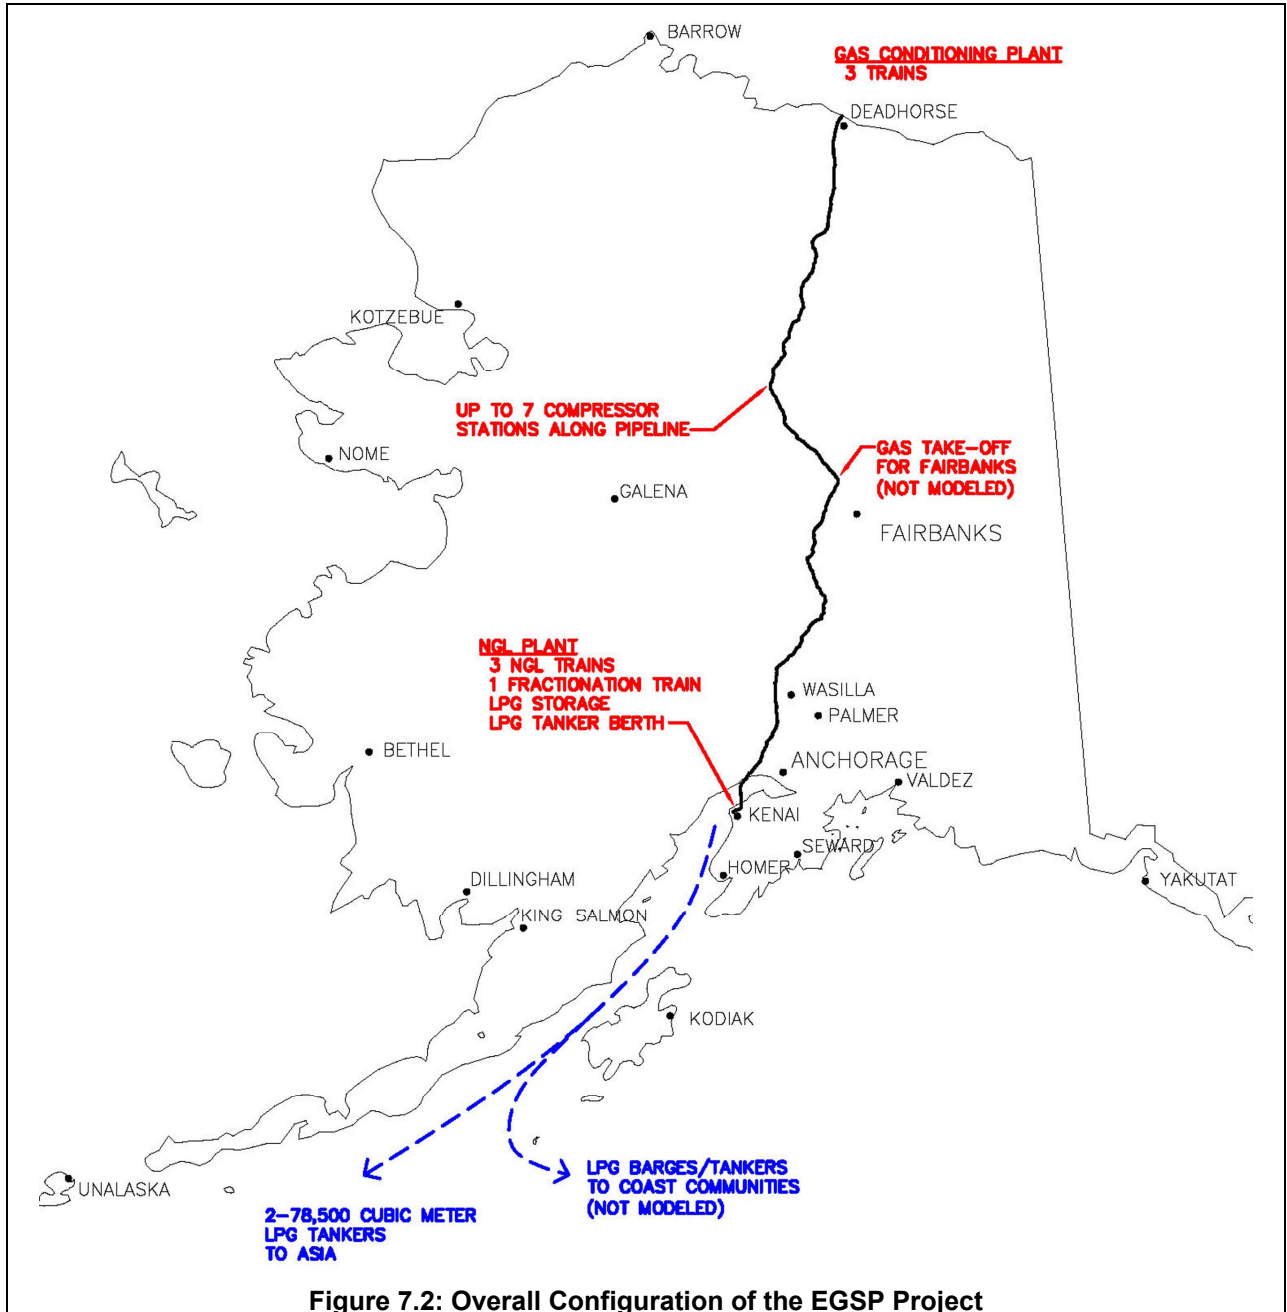 BARROW
GAS CONDITIONING PLANT
3 TRAINS
DEADHORSE
KOTZEBUE
UP TO 7 COMPRESSOR
STATIONS ALONG PIPELINE
GAS TAKE-OFF
FOR FAIRBANKS
(NOT MODELED)
NOME
GALENA
FAIRBANKS
NGL PLANT
3 NGL TRAINS
1 FRACTIONATION TRAIN
LPG STORAGE
LPG TANKER BERTH
WASILLA
PALMER
BETHEL
ANCHORAGE
VALDEZ
KENAI
SEWARD
HOMER
DILLINGHAM
YAKUTAT
KING SALMON
KODIAK
LPG BARGES/TANKERS
TO COAST COMMUNITIES
(NOT MODELED)
UNALASKA
2-78,500 CUBIC METER
LPG TANKERS
TO ASIA
Figure 7.2: Overall Configuration of the EGSP Project